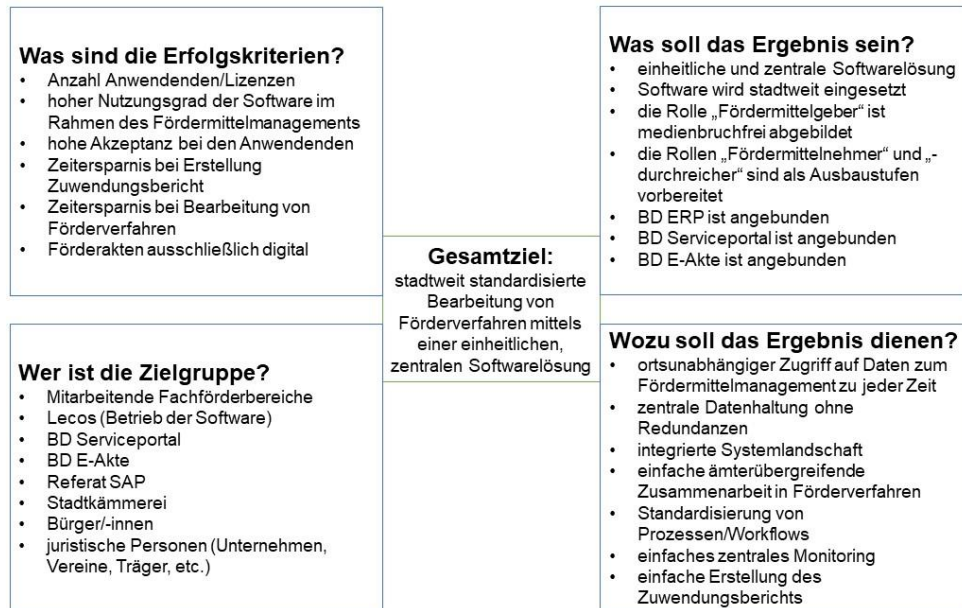 Was sind die Erfolgskriterien?
• Anzahl Anwendenden/Lizenzen
• hoher Nutzungsgrad der Software im
Rahmen des Fördermittelmanagements
• hohe Akzeptanz bei den Anwendenden
• Zeitersparnis bei Erstellung
Zuwendungsbericht
• Zeitersparnis bei Bearbeitung von
Förderverfahren
• Förderakten ausschließlich digital
Was soll das Ergebnis sein?
• einheitliche und zentrale Softwarelösung
• Software wird stadtweit eingesetzt
• die Rolle „Fördermittelgeber“ ist
medienbruchfrei abgebildet
• die Rollen „Fördermittelnehmer“ und „-
durchreicher“ sind als Ausbaustufen
vorbereitet
• BD ERP ist angebunden
• BD Serviceportal ist angebunden
• BD E-Akte ist angebunden
Gesamtziel:
stadtweit standardisierte
Bearbeitung von
Förderverfahren mittels
einer einheitlichen,
zentralen Softwarelösung
Wer ist die Zielgruppe?
• Mitarbeitende Fachförderbereiche
• Lecos (Betrieb der Software)
• BD Serviceportal
• BD E-Akte
• Referat SAP
• Stadtkämmerei
• Bürger/-innen
• juristische Personen (Unternehmen,
Vereine, Träger, etc.)
Wozu soll das Ergebnis dienen?
• ortsunabhängiger Zugriff auf Daten zum
Fördermittelmanagement zu jeder Zeit
• zentrale Datenhaltung ohne
Redundanzen
• integrierte Systemlandschaft
• einfache ämterübergreifende
Zusammenarbeit in Förderverfahren
• Standardisierung von
Prozessen/Workflows
• einfaches zentrales Monitoring
• einfache Erstellung des
Zuwendungsberichts